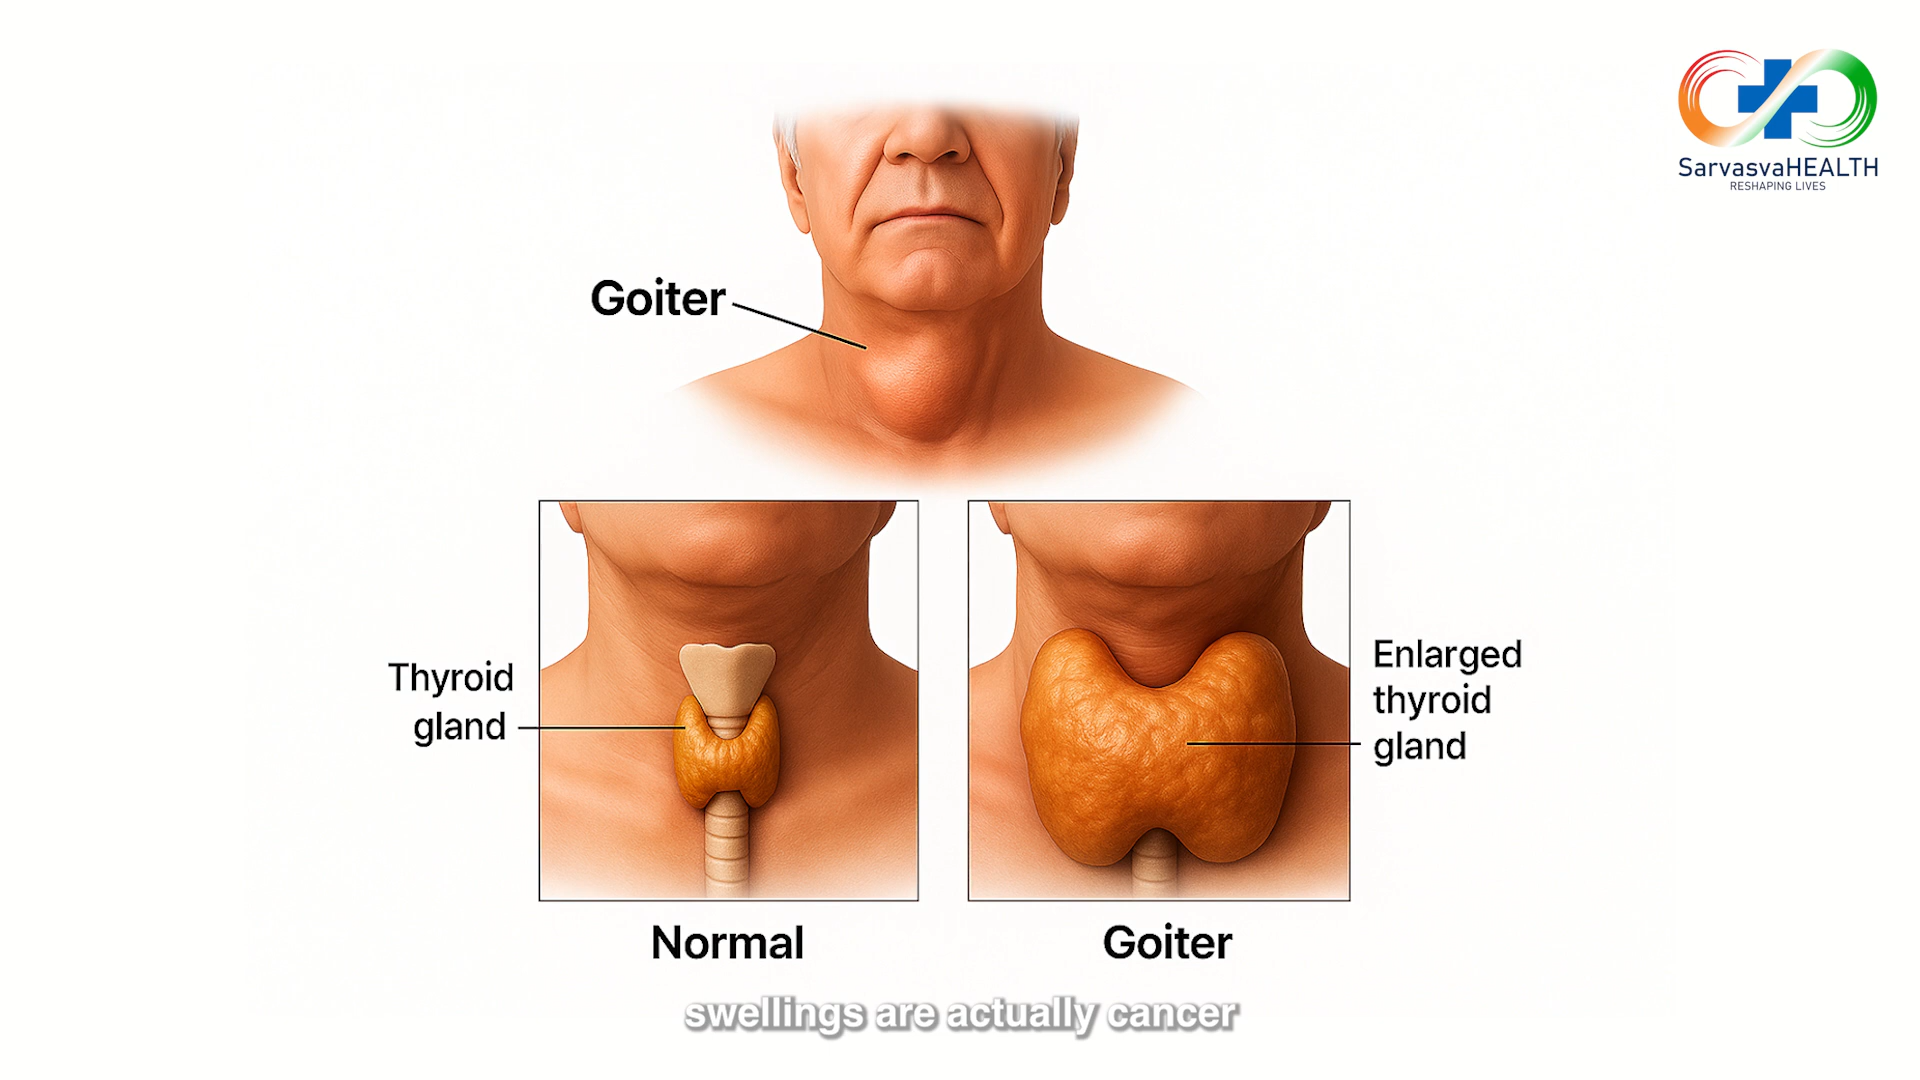 SarvasvaHEALTH
RESHAPING LIVES
Goiter
Thyroid
gland
Enlarged
thyroid
gland
Normal
Goiter
swellings are actually cancer